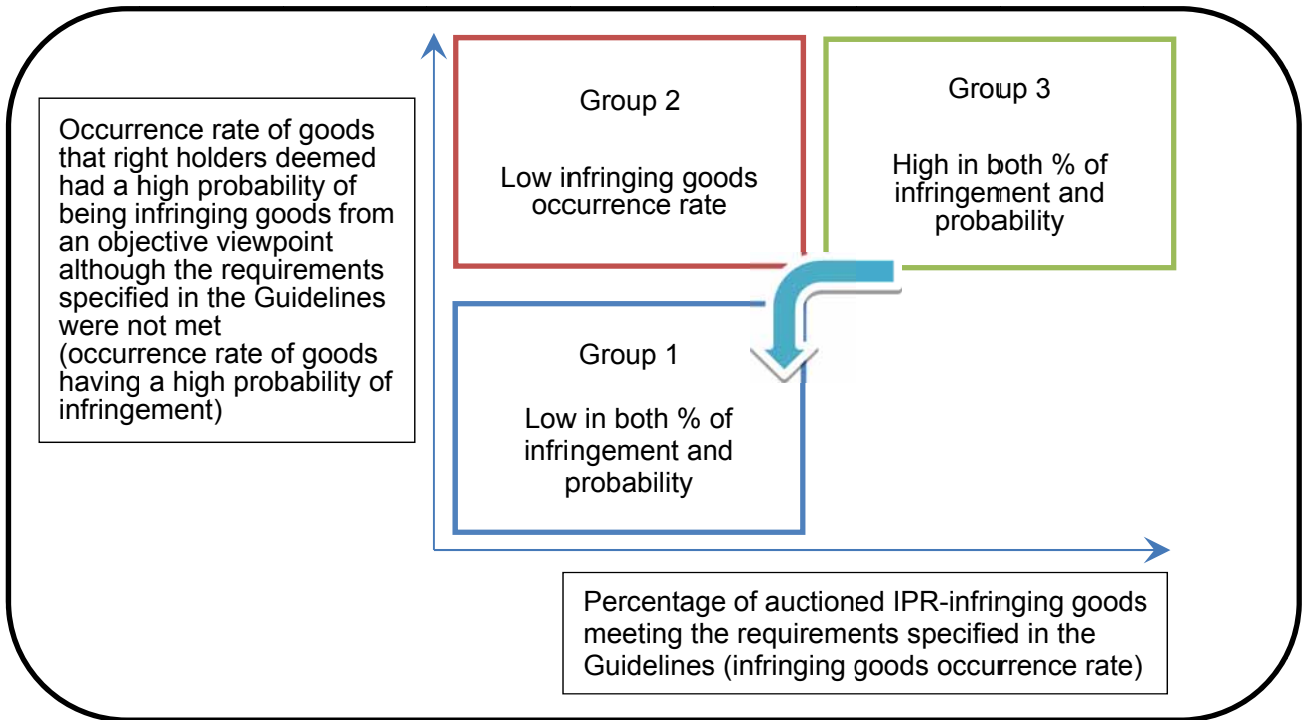 Occurrence rate of goods
that right holders deemed
had a high probability of
being infringing goods from
an objective viewpoint
although the requirements
specified in the Guidelines
were not met
(occurrence rate of goods
having a high probability of
infringement)
Group 2
Low infringing goods
occurrence rate
Group 3
High in both % of
infringement and
probability
Group 1
Low in both % of
infringement and
probability
Percentage of auctioned IPR-infringing goods
meeting the requirements specified in the
Guidelines (infringing goods occurrence rate)